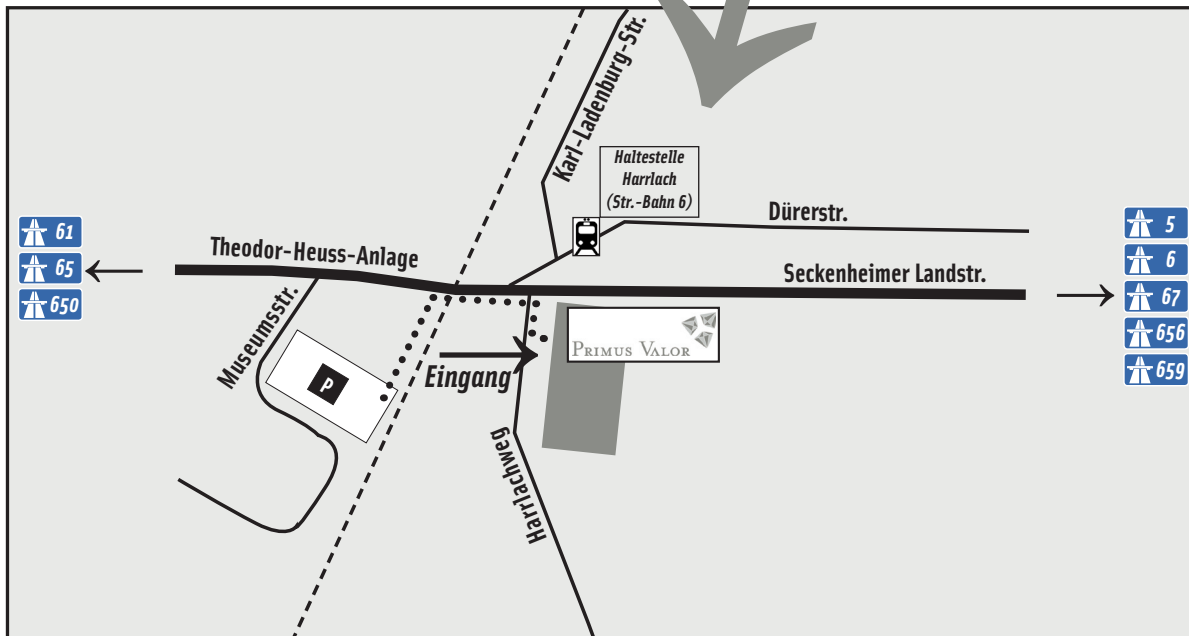 Karl-Ladenburg-Str.
Haltestelle
Harrlach
(Str.-Bahn 6)
Dürerstr.
61
65
650
Theodor-Heuss-Anlage
Seckenheimer Landstr.
5
6
67
656
659
Museumsstr.
P
Eingang
PRIMUS VALOR
Harrlachweg